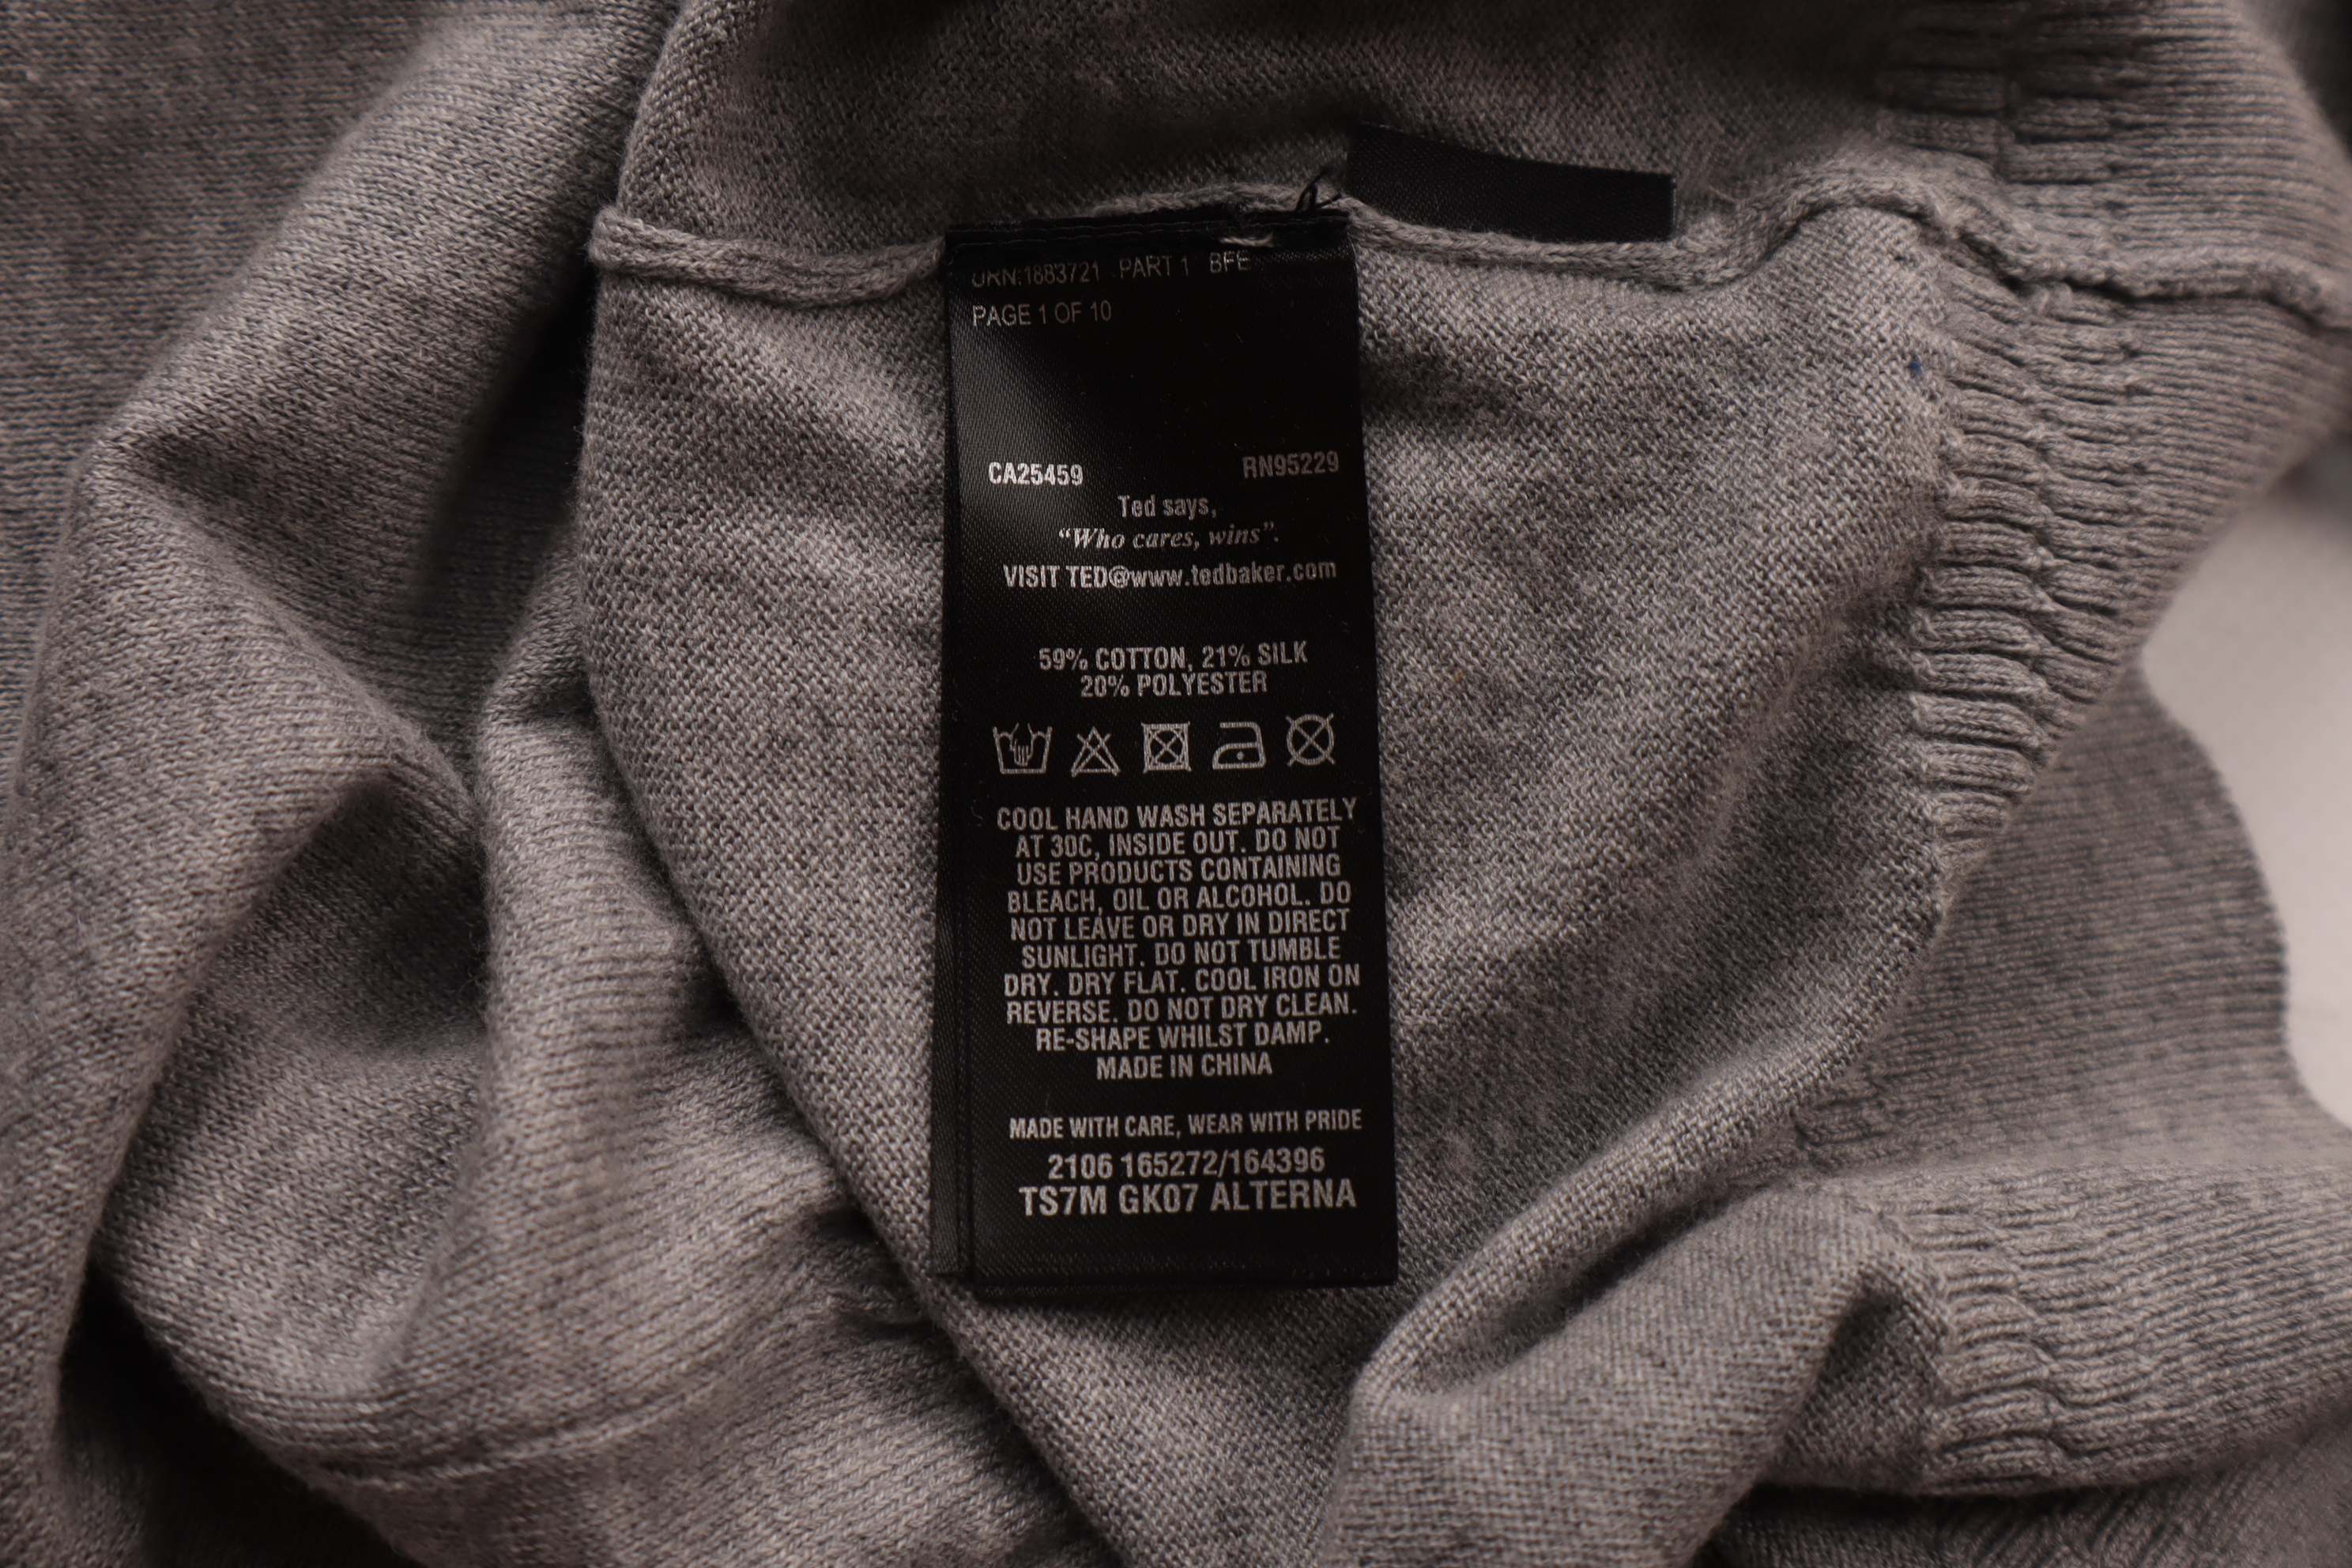 URN:1883721 PART 1 BFE
PAGE 1 OF 10
CA25459 RN95229
Ted says,
“Who cares, wins”.
VISIT TED@www.tedbaker.com
59% COTTON, 21% SILK
20% POLYESTER
COOL HAND WASH SEPARATELY
AT 30C, INSIDE OUT. DO NOT
USE PRODUCTS CONTAINING
BLEACH, OIL OR ALCOHOL. DO
NOT LEAVE OR DRY IN DIRECT
SUNLIGHT. DO NOT TUMBLE
DRY. DRY FLAT. COOL IRON ON
REVERSE. DO NOT DRY CLEAN.
RE-SHAPE WHILST DAMP.
MADE IN CHINA
MADE WITH CARE, WEAR WITH PRIDE
2106 165272/164396
TS7M GK07 ALTERNA